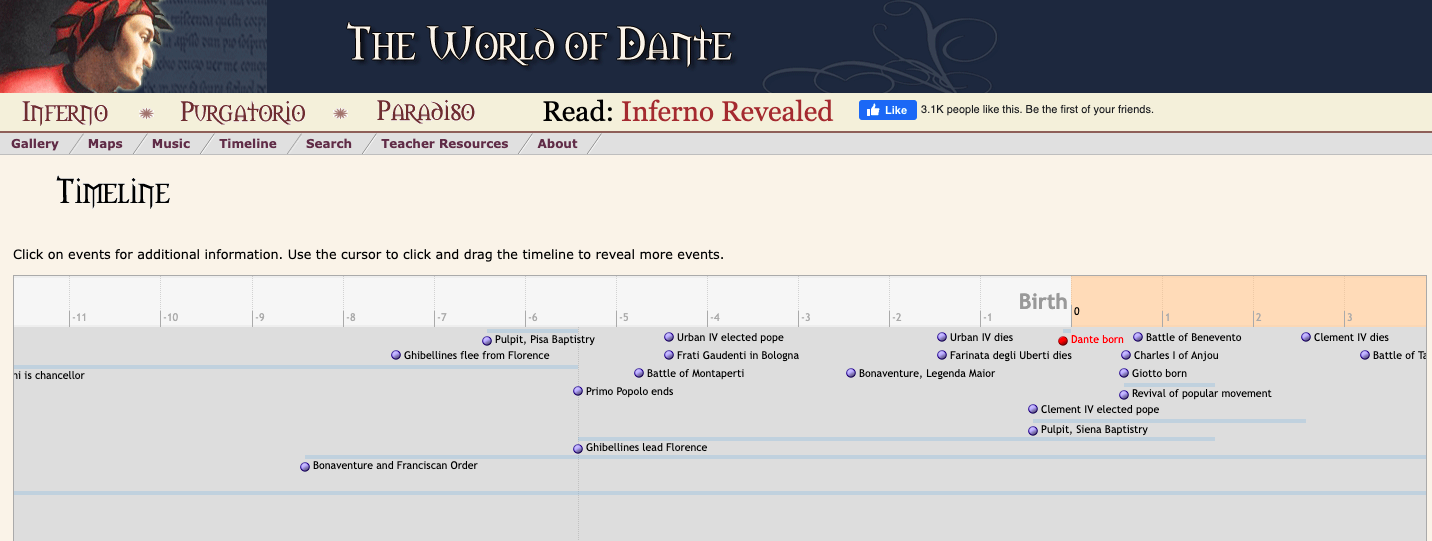 THE WORLD OF DANTE
INFERNO PURGATORIO PARADISO Read: Inferno Revealed Like 3.1K people like this. Be the first of your friends.
Gallery Maps Music Timeline Search Teacher Resources About
TIMELINE
Click on events for additional information. Use the cursor to click and drag the timeline to reveal more events.
Birth
-11 -10 -9 -8 -7 -6 -5 -4 -3 -2 -1 0 1 2 3
Pulpit, Pisa Baptistry Urban IV elected pope Urban IV dies Dante born Battle of Benevento Clement IV dies
Ghibellines flee from Florence Frati Gaudenti in Bologna Farinata degli Uberti dies Charles I of Anjou Battle of Ta
ni is chancellor Battle of Montaperti Bonaventure, Legenda Maior Giotto born
Primo Popolo ends Revival of popular movement
Clement IV elected pope
Pulpit, Siena Baptistry
Ghibellines lead Florence
Bonaventure and Franciscan Order